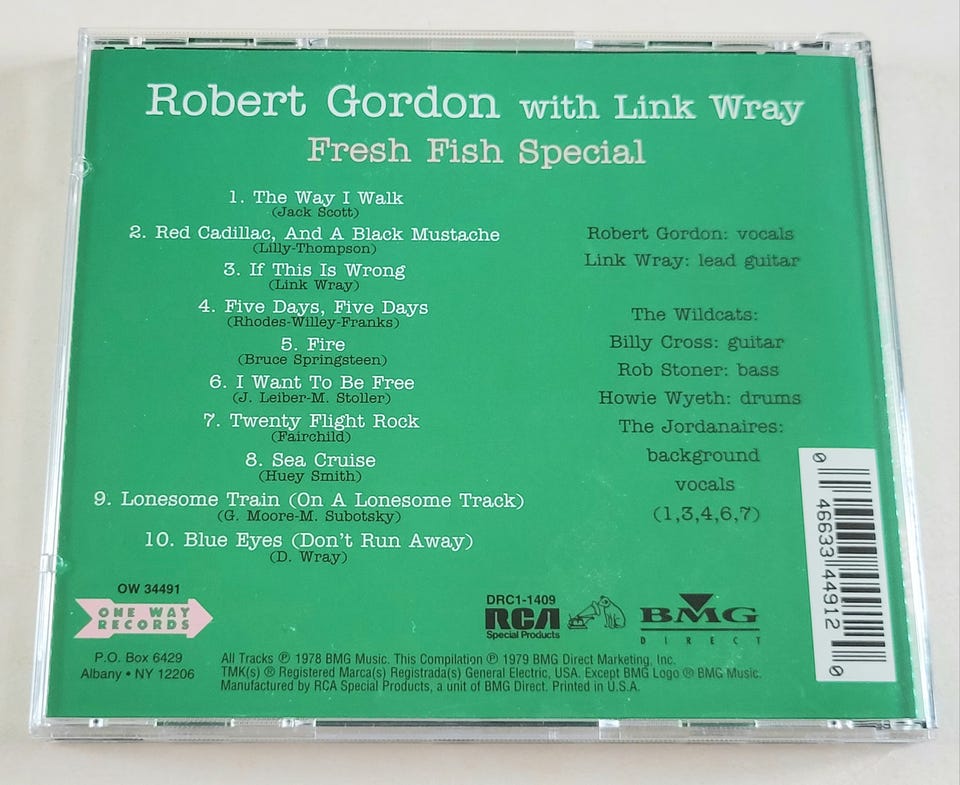 Robert Gordon with Link Wray
Fresh Fish Special
1. The Way I Walk
(Jack Scott)
2. Red Cadillac, And A Black Mustache
(Lilly-Thompson)
3. If This Is Wrong
(Link Wray)
4. Five Days, Five Days
(Rhodes-Willey-Franks)
5. Fire
(Bruce Springsteen)
6. I Want To Be Free
(J. Leiber-M. Stoller)
7. Twenty Flight Rock
(Fairchild)
8. Sea Cruise
(Huey Smith)
9. Lonesome Train (On A Lonesome Track)
(G. Moore-M. Subotsky)
10. Blue Eyes (Don't Run Away)
(D. Wray)
Robert Gordon: vocals
Link Wray: lead guitar
The Wildcats:
Billy Cross: guitar
Rob Stoner: bass
Howie Wyeth: drums
The Jordanaires:
background
vocals
(1,3,4,6,7)
0 46633 44912 0
OW 34491
ONE WAY
RECORDS
P.O. Box 6429
Albany • NY 12206
DRC1-1409
RCA
Special Products
BMG
DIRECT
All Tracks ℗ 1978 BMG Music. This Compilation ℗ 1979 BMG Direct Marketing, Inc.
TMK(s) ® Registered Marca(s) Registrada(s) General Electric, USA. Except BMG Logo ® BMG Music.
Manufactured by RCA Special Products, a unit of BMG Direct. Printed in U.S.A.